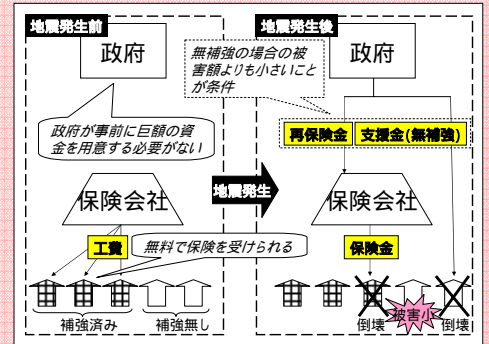 地震発生前
政府
政府が事前に巨額の資
金を用意する必要がない
保険会社
工費
無料で保険を受けられる
補強済み
補強無し
地震発生
地震発生後
無補強の場合の被
害額よりも小さいこと
が条件
政府
再保険金
支援金(無補強)
保険会社
保険金
被害小
倒壊
倒壊